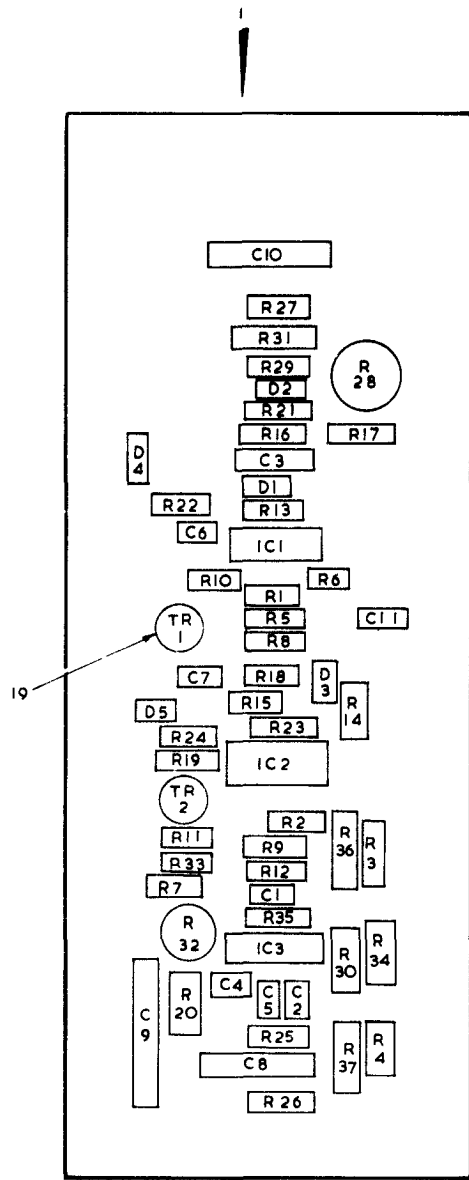 1
C10
R27
R31
R29
R
28
D2
R21
R16
R17
D
4
C3
D1
R22
R13
C6
IC1
R10
R6
R1
TR
1
R5
C11
R8
19
C7
R18
D
3
R
14
R15
D5
R23
R24
R19
IC2
TR
2
R2
R
36
R
3
R11
R9
R33
R12
R7
C1
R35
R
32
IC3
R
30
R
34
C
9
R
20
C4
C
5
C
2
R25
R
37
R
4
C8
R26